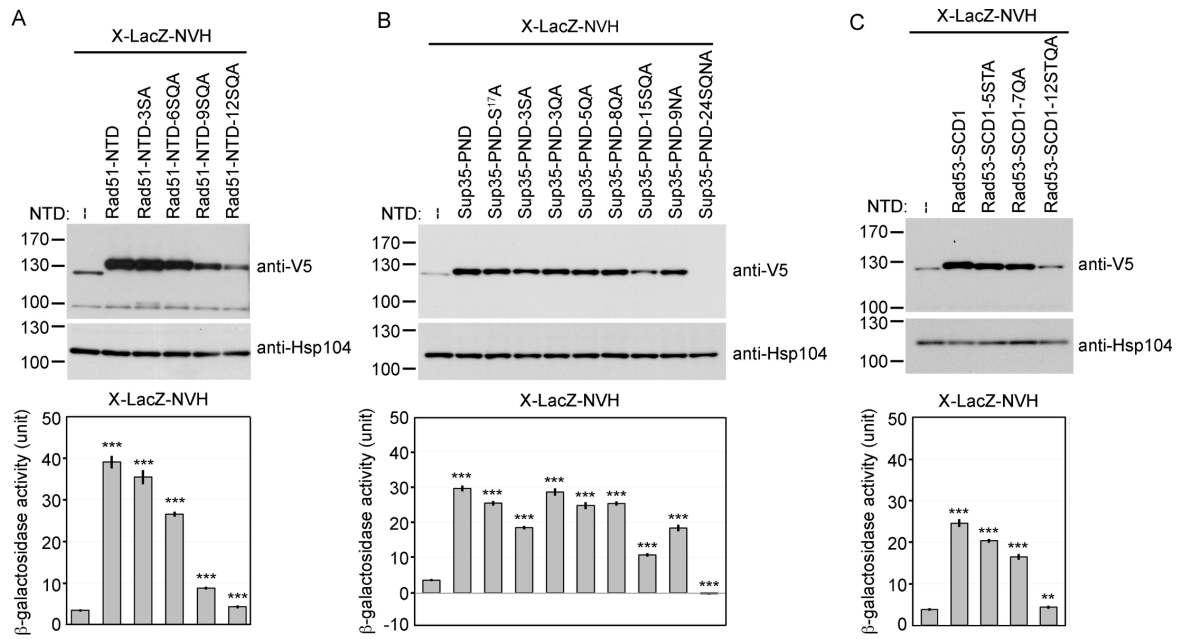 A
X-LacZ-NVH
NTD:
--
Rad51-NTD
Rad51-NTD-3SA
Rad51-NTD-6SQA
Rad51-NTD-9SQA
Rad51-NTD-12SQA
170
130
100
anti-V5
130
100
anti-Hsp104
X-LacZ-NVH
β-galactosidase activity (unit)
50
40
30
20
10
0
***
***
***
***
***
B
X-LacZ-NVH
NTD:
--
Sup35-PND
Sup35-PND-S¹⁷A
Sup35-PND-3SA
Sup35-PND-3QA
Sup35-PND-5QA
Sup35-PND-8QA
Sup35-PND-15SQA
Sup35-PND-9NA
Sup35-PND-24SQNA
170
130
100
anti-V5
130
100
anti-Hsp104
X-LacZ-NVH
β-galactosidase activity (unit)
50
40
30
20
10
0
-10
***
***
***
***
***
***
***
***
***
C
X-LacZ-NVH
NTD:
--
Rad53-SCD1
Rad53-SCD1-5STA
Rad53-SCD1-7QA
Rad53-SCD1-12STQA
170
130
100
anti-V5
130
100
anti-Hsp104
X-LacZ-NVH
β-galactosidase activity (unit)
50
40
30
20
10
0
***
***
***
**